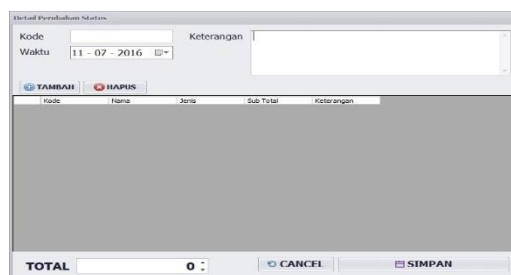 Detail Perubahan Status
Kode Keterangan
Waktu 11 - 07 - 2016
TAMBAH HAPUS
Kode Nama Jenis Sub Total Keterangan
TOTAL 0 CANCEL SIMPAN